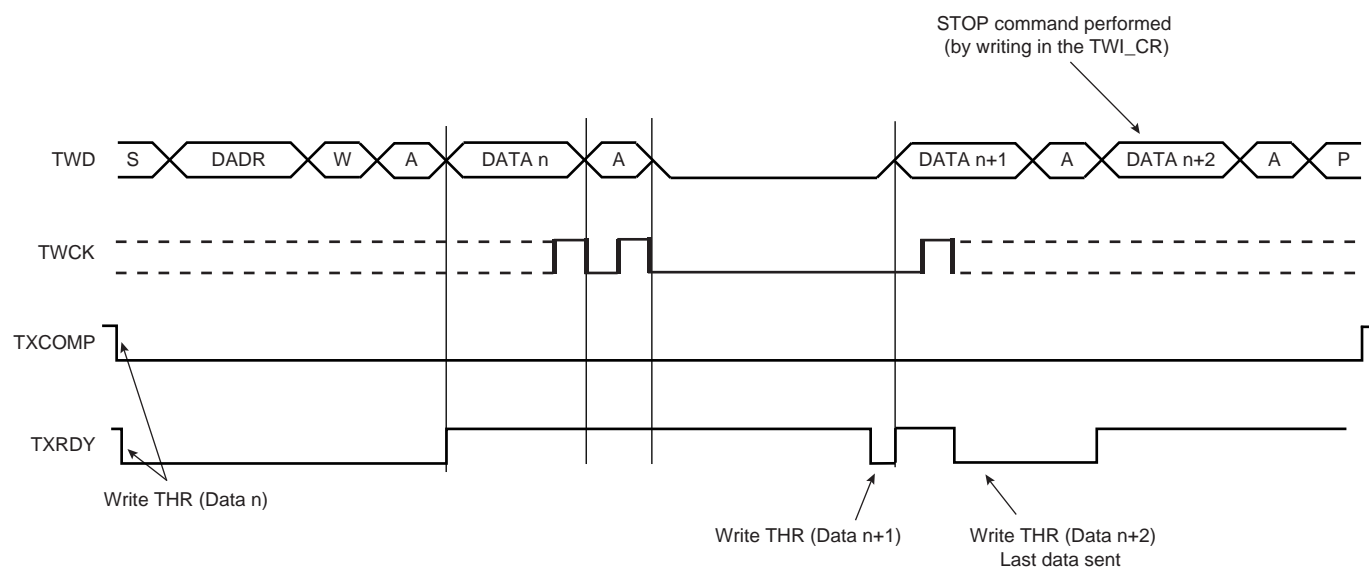 STOP command performed
(by writing in the TWI_CR)
TWD
S
DADR
W
A
DATA n
A
DATA n+1
A
DATA n+2
A
P
TWCK
TXCOMP
TXRDY
Write THR (Data n)
Write THR (Data n+1)
Write THR (Data n+2)
Last data sent